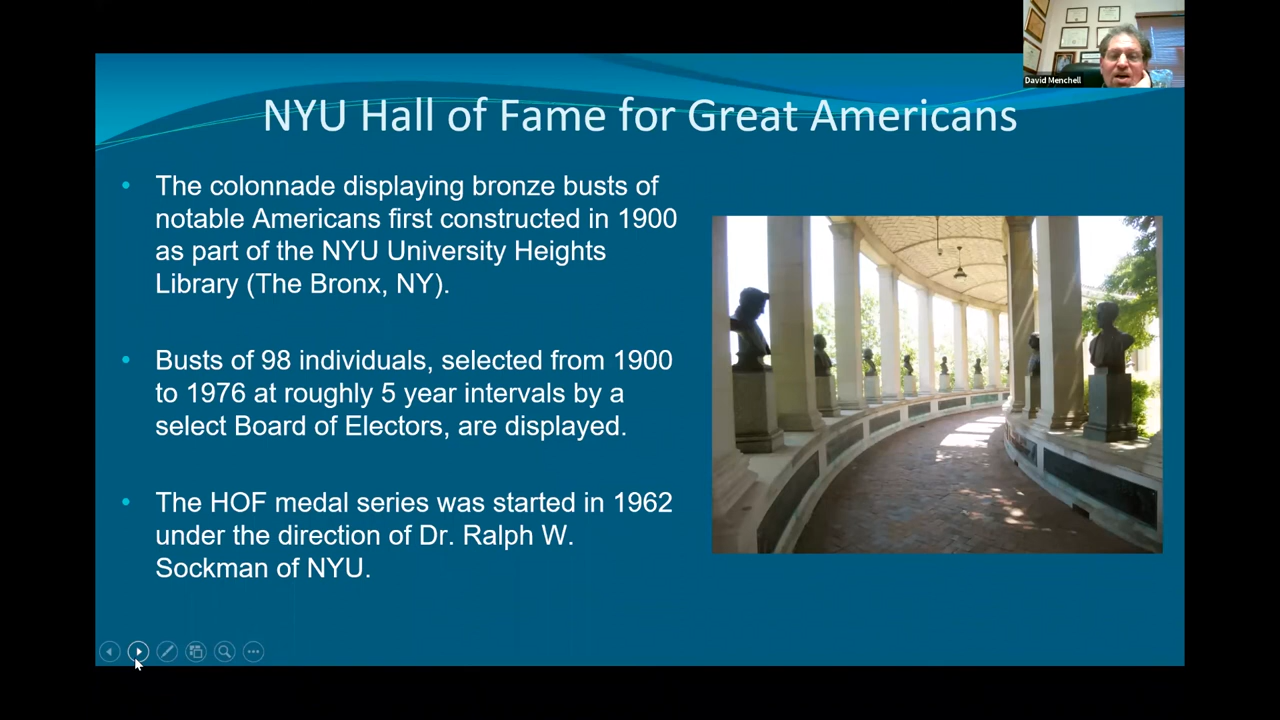 David Menchell
NYU Hall of Fame for Great Americans
• The colonnade displaying bronze busts of
notable Americans first constructed in 1900
as part of the NYU University Heights
Library (The Bronx, NY).
• Busts of 98 individuals, selected from 1900
to 1976 at roughly 5 year intervals by a
select Board of Electors, are displayed.
• The HOF medal series was started in 1962
under the direction of Dr. Ralph W.
Sockman of NYU.